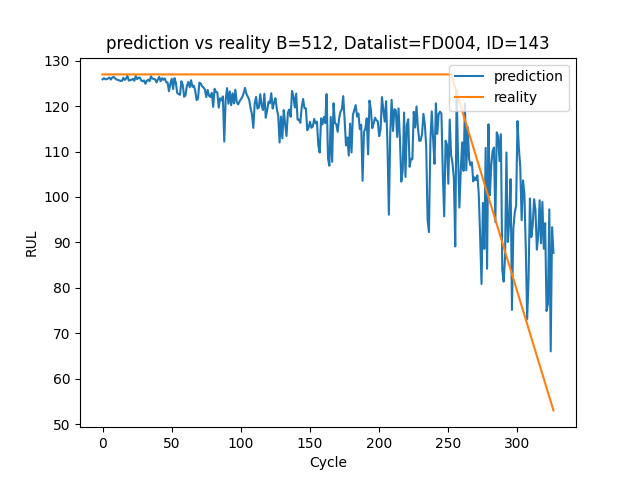 prediction vs reality B=512, Datalist=FD004, ID=143
prediction
reality
130
120
110
100
90
80
70
60
50
RUL
0 50 100 150 200 250 300
Cycle